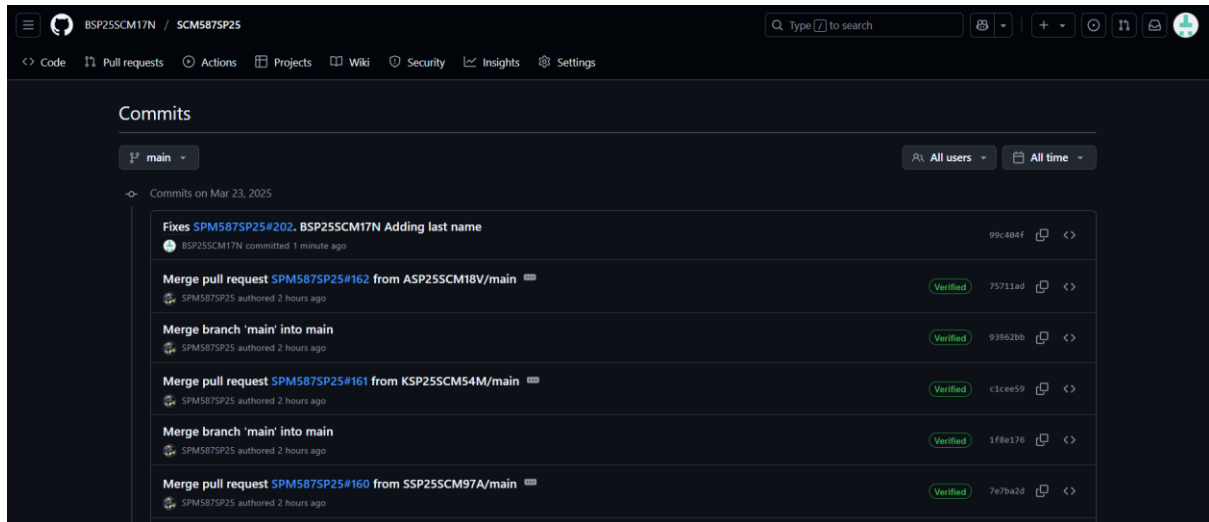 BSP25SCM17N / SCM587SP25
Type / to search
Code Pull requests Actions Projects Wiki Security Insights Settings
Commits
main
All users All time
Commits on Mar 23, 2025
Fixes SPM587SP25#202. BSP25SCM17N Adding last name
BSP25SCM17N committed 1 minute ago
99c404f
Merge pull request SPM587SP25#162 from ASP25SCM18V/main
SPM587SP25 authored 2 hours ago
Verified 75711ad
Merge branch 'main' into main
SPM587SP25 authored 2 hours ago
Verified 93962bb
Merge pull request SPM587SP25#161 from KSP25SCM54M/main
SPM587SP25 authored 2 hours ago
Verified c1cee59
Merge branch 'main' into main
SPM587SP25 authored 2 hours ago
Verified 1f8e176
Merge pull request SPM587SP25#160 from SSP25SCM97A/main
SPM587SP25 authored 2 hours ago
Verified 7e7ba2d